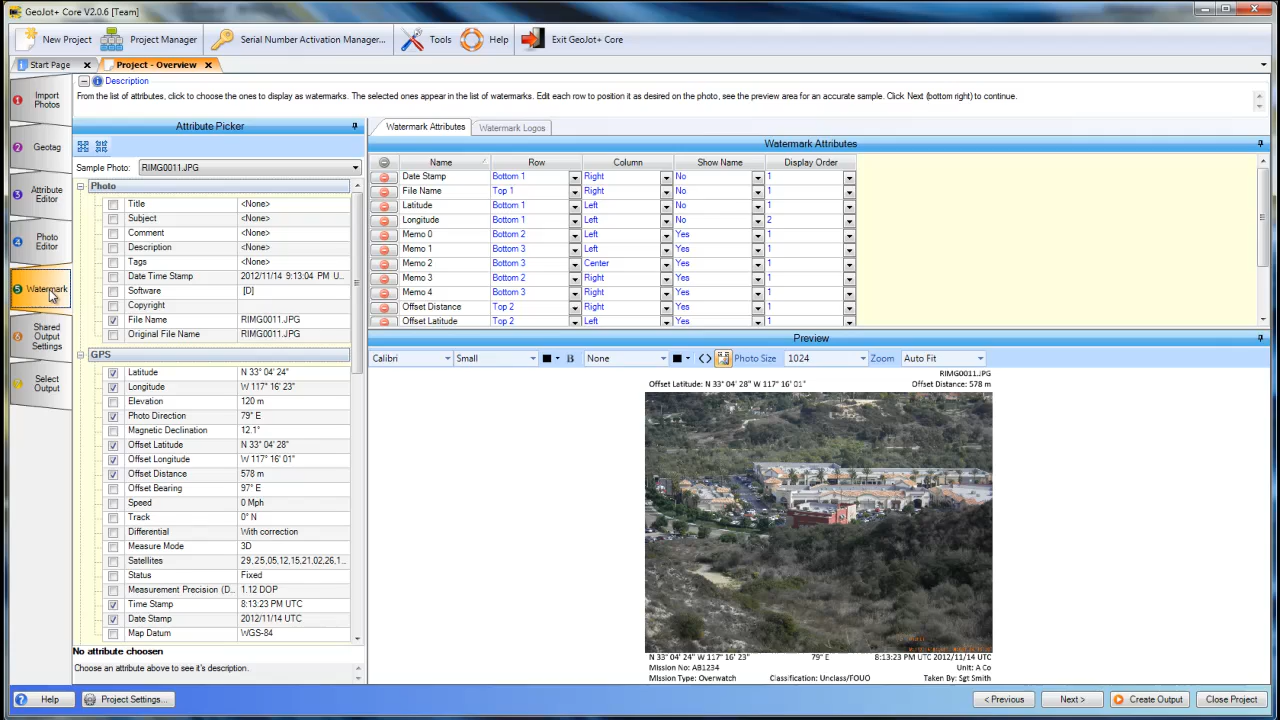 GeoJot+ Core V2.0.6 [Team]
New Project Project Manager Serial Number Activation Manager... Tools Help Exit GeoJot+ Core
Start Page Project - Overview
Description
From the list of attributes, click to choose the ones to display as watermarks. The selected ones appear in the list of watermarks. Edit each row to position it as desired on the photo, see the preview area for an accurate sample. Click Next (bottom right) to continue.
1 Import Photos
2 Geotag
3 Attribute Editor
4 Photo Editor
5 Watermark
6 Shared Output Settings
Select Output
Attribute Picker
Sample Photo: RIMG0011.JPG
Photo
Title <None>
Subject <None>
Comment <None>
Description <None>
Tags <None>
Date Time Stamp 2012/11/14 9:13:04 PM U...
Software [D]
Copyright
File Name RIMG0011.JPG
Original File Name RIMG0011.JPG
GPS
Latitude N 33° 04' 24"
Longitude W 117° 16' 23"
Elevation 120 m
Photo Direction 79° E
Magnetic Declination 12.1°
Offset Latitude N 33° 04' 28"
Offset Longitude W 117° 16' 01"
Offset Distance 578 m
Offset Bearing 97° E
Speed 0 Mph
Track 0° N
Differential With correction
Measure Mode 3D
Satellites 29,25,05,12,15,21,02,26,1...
Status Fixed
Measurement Precision (D... 1.12 DOP
Time Stamp 8:13:23 PM UTC
Date Stamp 2012/11/14 UTC
Map Datum WGS-84
No attribute choosen
Choose an attribute above to see it's description.
Watermark Attributes Watermark Logos
Watermark Attributes
Name Row Column Show Name Display Order
Date Stamp Bottom 1 Right No 1
File Name Top 1 Right No 1
Latitude Bottom 1 Left No 1
Longitude Bottom 1 Left No 2
Memo 0 Bottom 2 Left Yes 1
Memo 1 Bottom 3 Left Yes 1
Memo 2 Bottom 3 Center Yes 1
Memo 3 Bottom 2 Right Yes 1
Memo 4 Bottom 3 Right Yes 1
Offset Distance Top 2 Right Yes 1
Offset Latitude Top 2 Left Yes 1
Preview
Calibri Small B None Photo Size 1024 Zoom Auto Fit
RIMG0011.JPG
Offset Latitude: N 33° 04' 28" W 117° 16' 01" Offset Distance: 578 m
N 33° 04' 24" W 117° 16' 23" 79° E 8:13:23 PM UTC 2012/11/14 UTC
Mission No: AB1234 Unit: A Co
Mission Type: Overwatch Classification: Unclass/FOUO Taken By: Sgt Smith
Help Project Settings... < Previous Next > Create Output Close Project